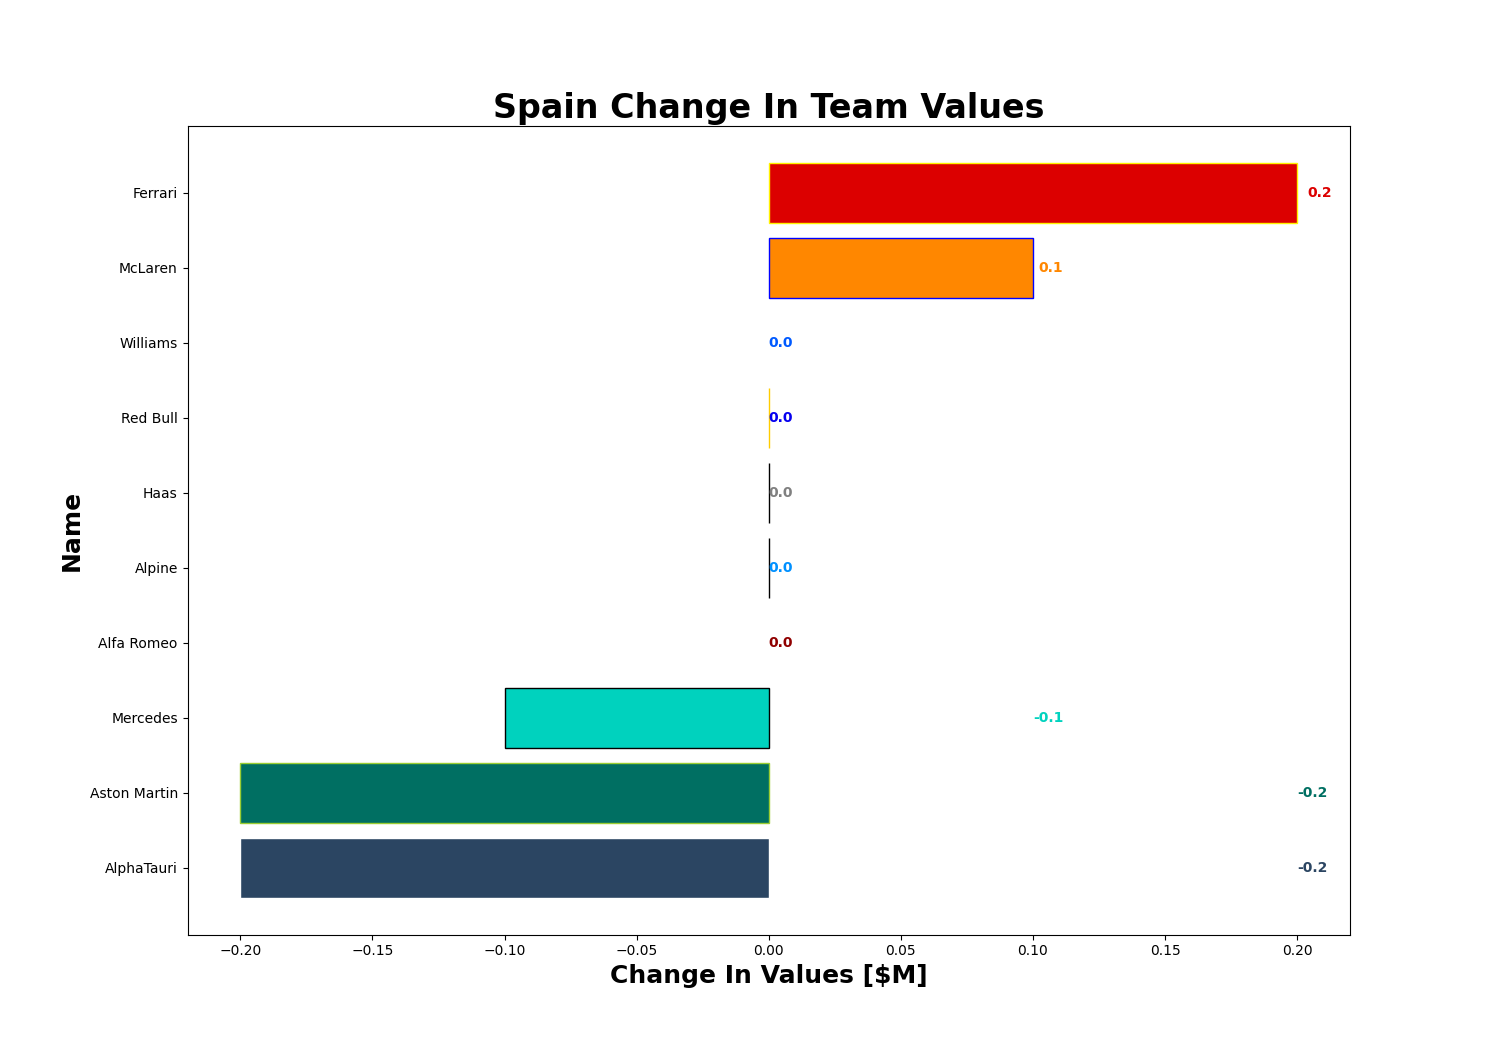 Spain Change In Team Values
Ferrari 0.2
McLaren 0.1
Williams 0.0
Red Bull 0.0
Haas 0.0
Alpine 0.0
Alfa Romeo 0.0
Mercedes -0.1
Aston Martin -0.2
AlphaTauri -0.2
Name
−0.20 −0.15 −0.10 −0.05 0.00 0.05 0.10 0.15 0.20
Change In Values [$M]